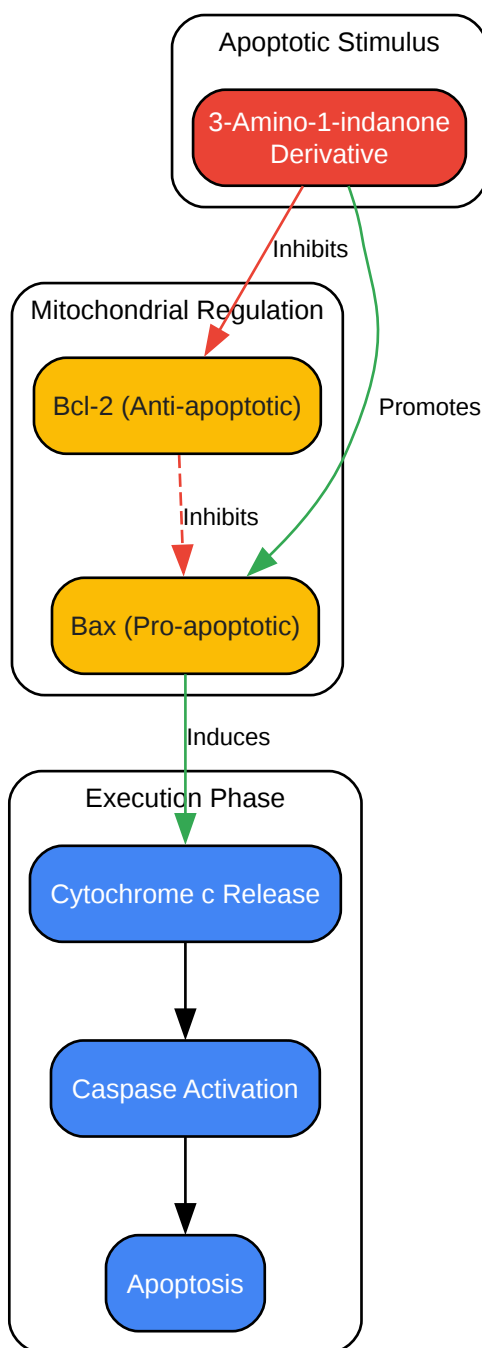 Apoptotic Stimulus
3-Amino-1-indanone
Derivative
Inhibits
Mitochondrial Regulation
Bcl-2 (Anti-apoptotic)
Promotes
Inhibits
Bax (Pro-apoptotic)
Induces
Execution Phase
Cytochrome c Release
Caspase Activation
Apoptosis